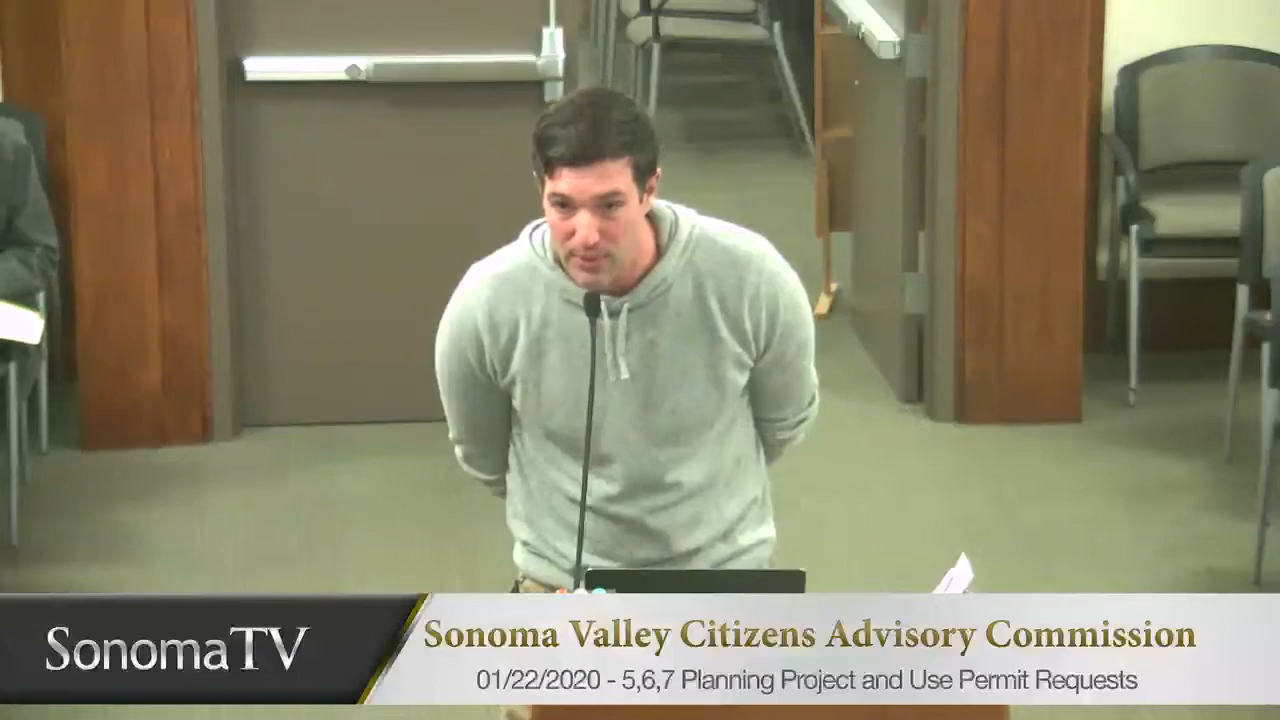 SonomaTV
Sonoma Valley Citizens Advisory Commission
01/22/2020 - 5,6,7 Planning Project and Use Permit Requests